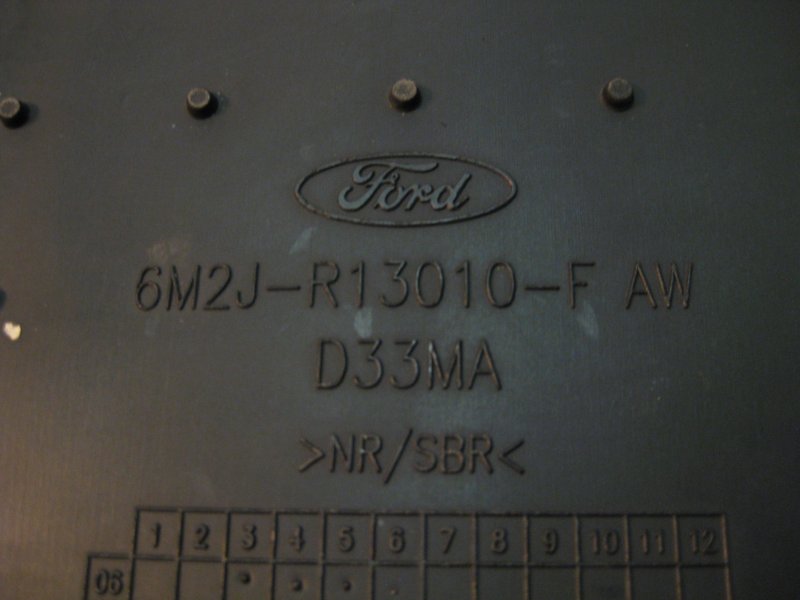 Ford
6M2J-R13010-F AW
D33MA
>NR/SBR<
1 2 3 4 5 6 7 8 9 10 11 12
06